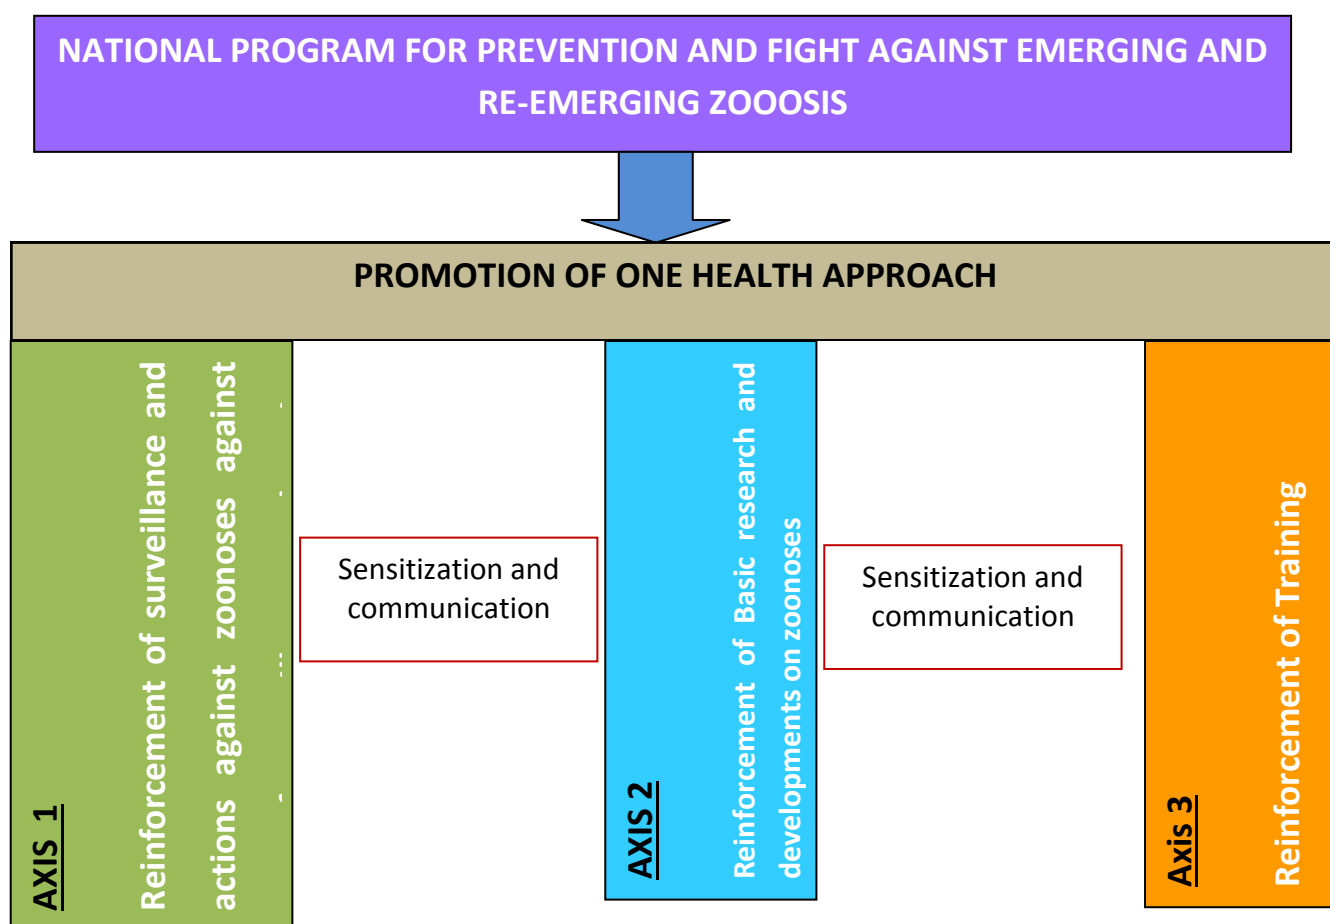 NATIONAL PROGRAM FOR PREVENTION AND FIGHT AGAINST EMERGING AND
RE-EMERGING ZOOOSIS
PROMOTION OF ONE HEALTH APPROACH
AXIS 1
Reinforcement of surveillance and
actions against zoonoses against
Sensitization and
communication
AXIS 2
Reinforcement of Basic research and
developments on zoonoses
Sensitization and
communication
Axis 3
Reinforcement of Training